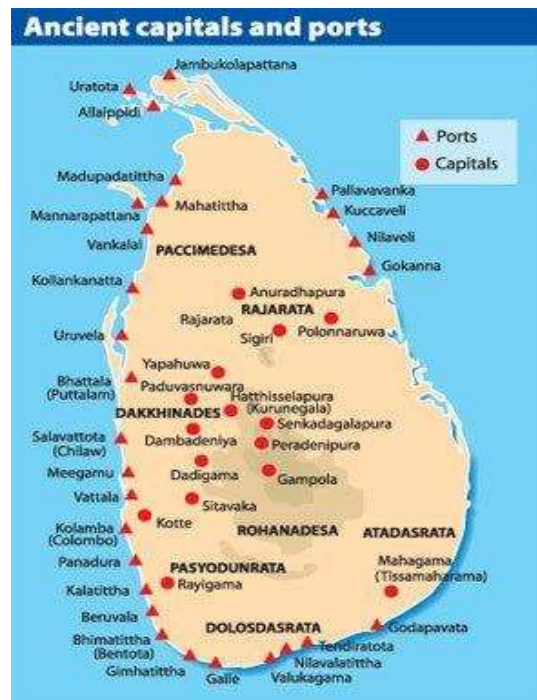 Ancient capitals and ports
Jambukolapattana
Uratota
Allaippidi
Ports
Capitals
Madupadatittha
Pallavavanka
Mannarapattana
Mahatittha
Kuccaveli
Vankalai
Nilaveli
PACCIMEDESA
Gokanna
Kollankanatta
Anuradhapura
RAJARATA
Rajarata
Sigiri
Polonnaruwa
Uruvela
Yapahuwa
Bhattala
(Puttalam)
Paduvasnuwara
Hatthisselapura
(Kurunegala)
DAKKHINADES
Senkadagalapura
Salavattota
(Chilaw)
Dambadeniya
Peradenipura
Meegamu
Dadigama
Gampola
Vattala
Sitavaka
Kotte
Kolamba
(Colombo)
ROHANADESA
ATADASRATA
Panadura
PASYODUNRATA
Mahagama
(Tissamaharama)
Kalatittha
Rayigama
Beruvala
DOLOSDASRATA
Godapavata
Bhimatittha
(Bentota)
Tendiratota
Gimhatittha
Nilavalatittha
Galle
Valukagama